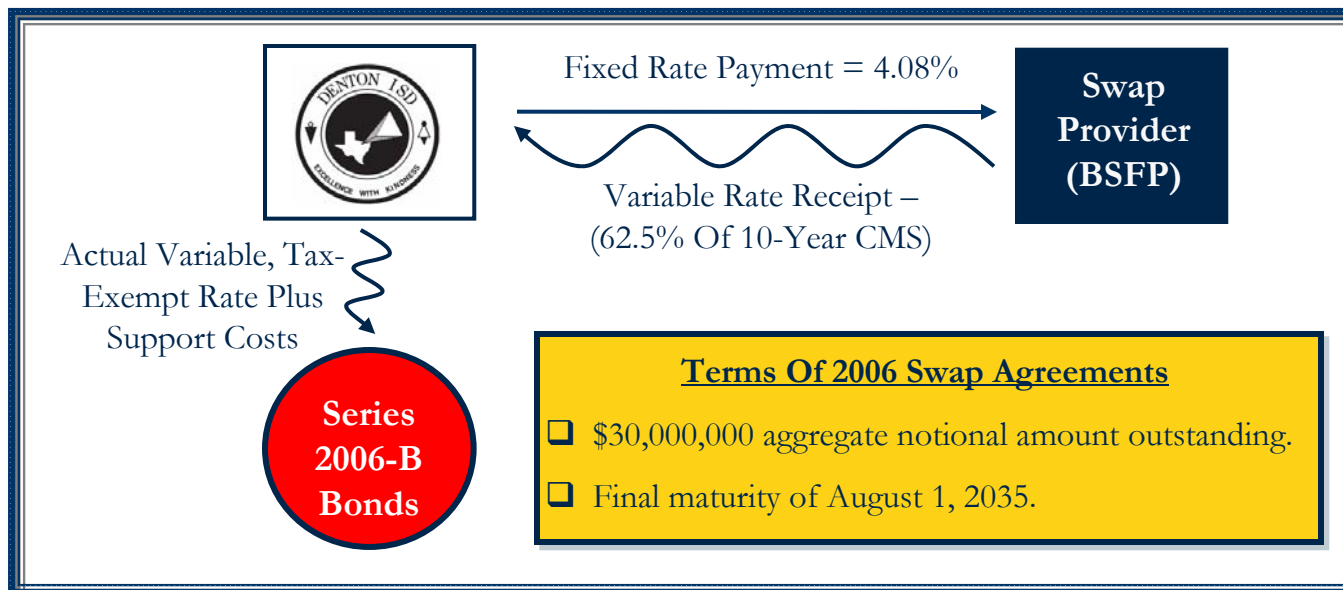 DENTON ISD
EXCELLENCE WITH KINDNESS
Fixed Rate Payment = 4.08%
Swap
Provider
(BSFP)
Variable Rate Receipt –
(62.5% Of 10-Year CMS)
Actual Variable, Tax-
Exempt Rate Plus
Support Costs
Series
2006-B
Bonds
Terms Of 2006 Swap Agreements
❑ $30,000,000 aggregate notional amount outstanding.
❑ Final maturity of August 1, 2035.